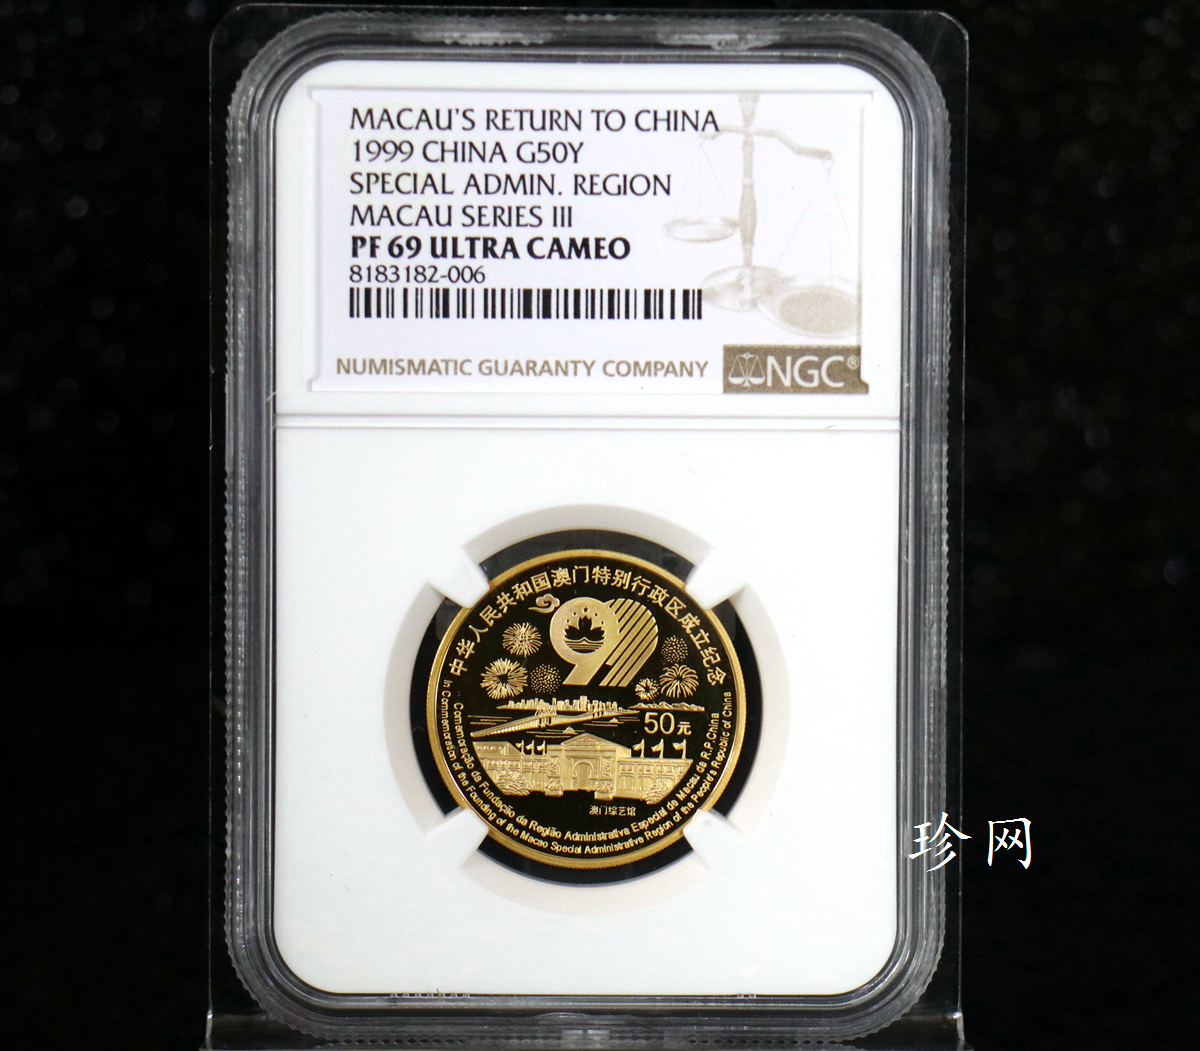 MACAU'S RETURN TO CHINA
1999 CHINA G50Y
SPECIAL ADMIN. REGION
MACAU SERIES III
PF 69 ULTRA CAMEO
8183182-006
NUMISMATIC GUARANTY COMPANY
NGC®
中华人民共和国澳门特别行政区成立纪念
99
50元
澳门综艺馆
Comemoração da Fundação da Região Administrativa Especial de Macau da R.P.China
In Commemoration of the Founding of the Macao Special Administrative Region of the People's Republic of China
珍网